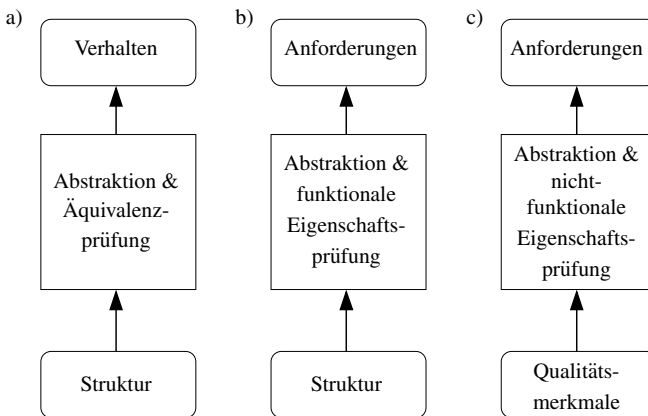 a)
Verhalten
Abstraktion &
Äquivalenz-
prüfung
Struktur
b)
Anforderungen
Abstraktion &
funktionale
Eigenschafts-
prüfung
Struktur
c)
Anforderungen
Abstraktion &
nicht-
funktionale
Eigenschafts-
prüfung
Qualitäts-
merkmale